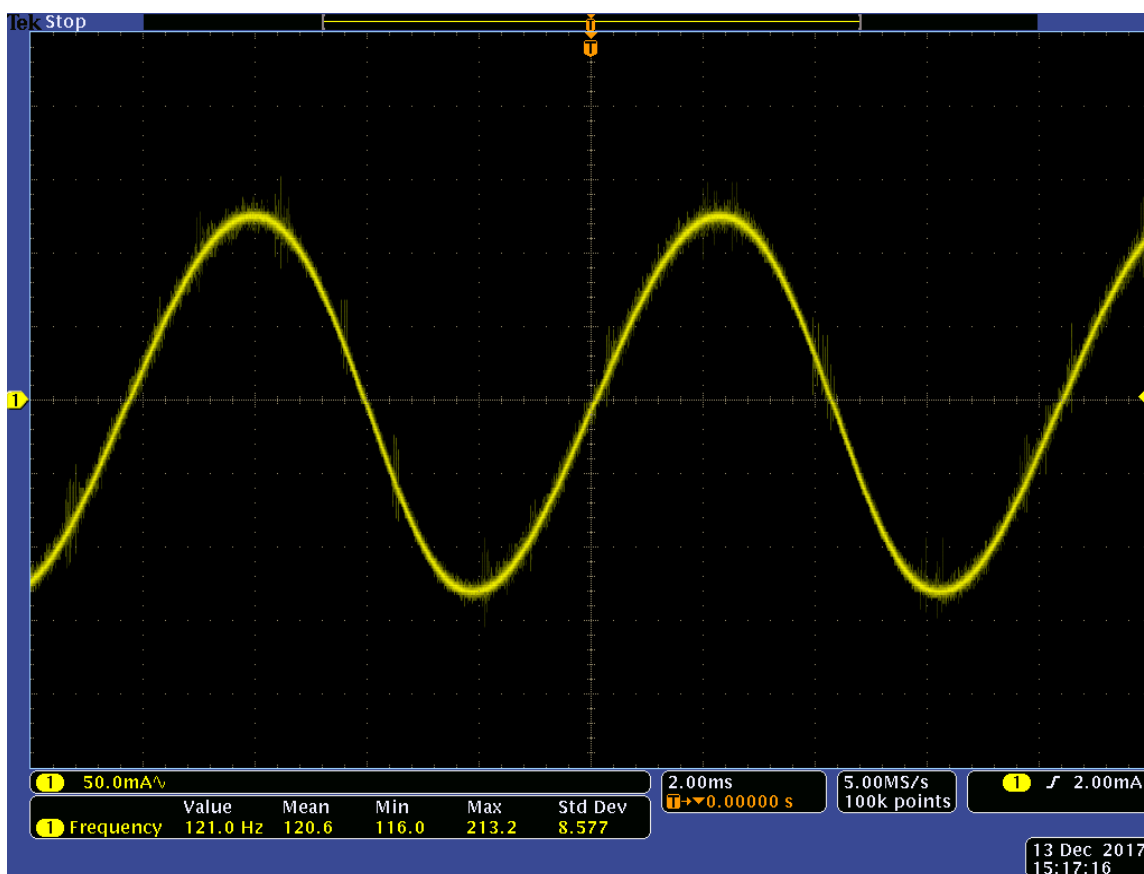 Tek Stop
T
T
1
1 50.0mA∿
2.00ms
T→▼0.00000 s
5.00MS/s
100k points
1 ∫ 2.00mA
Value Mean Min Max Std Dev
1 Frequency 121.0 Hz 120.6 116.0 213.2 8.577
13 Dec 2017
15:17:16